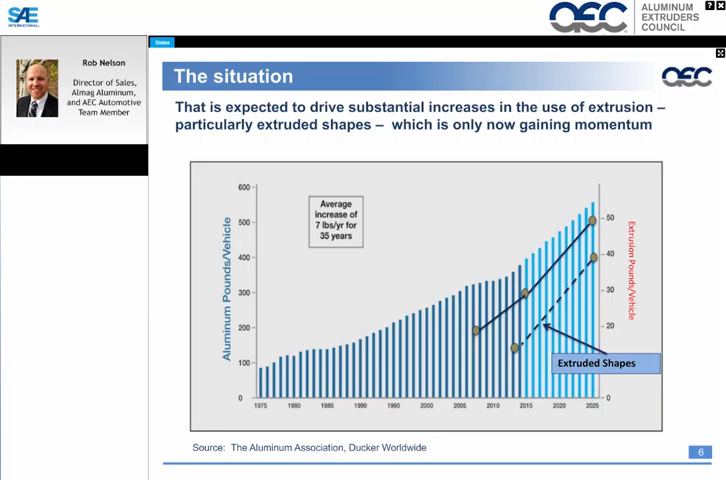 SAE
INTERNATIONAL
AEC
ALUMINUM
EXTRUDERS
COUNCIL
?
Slides
Rob Nelson
Director of Sales,
Almag Aluminum,
and AEC Automotive
Team Member
The situation
AEC
That is expected to drive substantial increases in the use of extrusion –
particularly extruded shapes – which is only now gaining momentum
Average
increase of
7 lbs/yr for
35 years
Aluminum Pounds/Vehicle
600
500
400
300
200
100
0
50
40
30
20
0
Extrusion Pounds/Vehicle
Extruded Shapes
1975 1980 1985 1990 1995 2000 2005 2010 2015 2020 2025
Source: The Aluminum Association, Ducker Worldwide
6